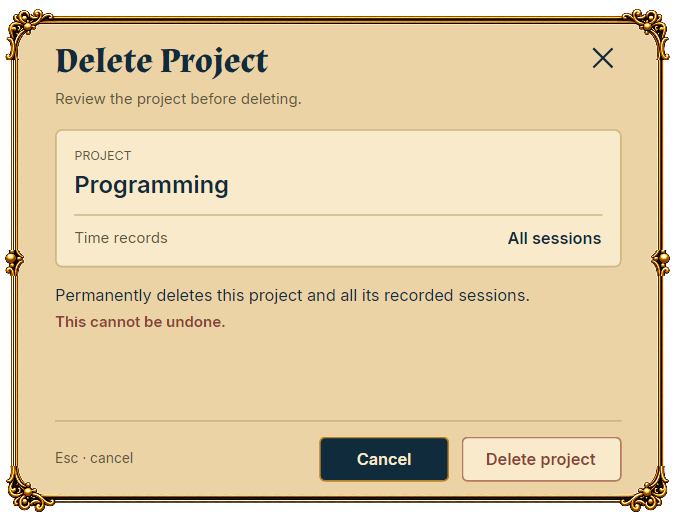 Delete Project
Review the project before deleting.
PROJECT
Programming
Time records
All sessions
Permanently deletes this project and all its recorded sessions.
This cannot be undone.
Esc · cancel
Cancel
Delete project